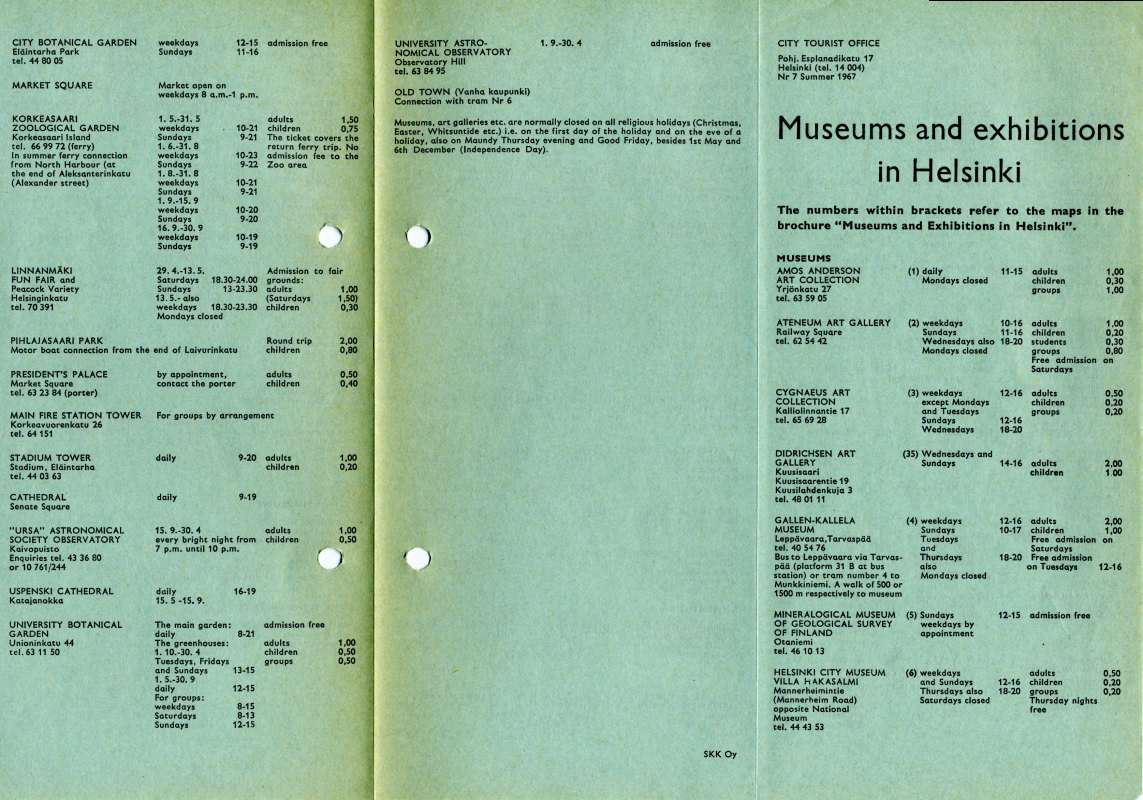 CITY BOTANICAL GARDEN weekdays 12-15 admission free
Eläintarha Park Sundays 11-16
tel. 44 80 05
MARKET SQUARE Market open on
weekdays 8 a.m.-1 p.m.
KORKEASAARI 1. 5.-31. 5 adults 1,50
ZOOLOGICAL GARDEN weekdays 10-21 children 0,75
Korkeasaari Island Sundays 9-21 The ticket covers the
tel. 66 99 72 (ferry) 1. 6.-31. 8 return ferry trip. No
In summer ferry connection weekdays 10-23 admission fee to the
from North Harbour (at Sundays 9-22 Zoo area
the end of Aleksanterinkatu 1. 8.-31. 8
(Alexander street) weekdays 10-21
Sundays 9-21
1. 9.-15. 9
weekdays 10-20
Sundays 9-20
16. 9.-30. 9
weekdays 10-19
Sundays 9-19
LINNANMÄKI 29. 4.-13. 5. Admission to fair
FUN FAIR and Saturdays 18.30-24.00 grounds:
Peacock Variety Sundays 13-23.30 adults 1,00
Helsinginkatu 13. 5.- also (Saturdays 1,50)
tel. 70 391 weekdays 18.30-23.30 children 0,30
Mondays closed
PIHLAJASAARI PARK Round trip 2,00
Motor boat connection from the end of Laivurinkatu children 0,80
PRESIDENT'S PALACE by appointment, adults 0,50
Market Square contact the porter children 0,40
tel. 63 23 84 (porter)
MAIN FIRE STATION TOWER For groups by arrangement
Korkeavuorenkatu 26
tel. 64 151
STADIUM TOWER daily 9-20 adults 1,00
Stadium, Eläintarha children 0,20
tel. 44 03 63
CATHEDRAL daily 9-19
Senate Square
"URSA" ASTRONOMICAL 15. 9.-30. 4 adults 1,00
SOCIETY OBSERVATORY every bright night from children 0,50
Kaivopuisto 7 p.m. until 10 p.m.
Enquiries tel. 43 36 80
or 10 761/244
USPENSKI CATHEDRAL daily 16-19
Katajanokka 15. 5 -15. 9.
UNIVERSITY BOTANICAL The main garden: admission free
GARDEN daily 8-21
Unioninkatu 44 The greenhouses: adults 1,00
tel. 63 11 50 1. 10.-30. 4 children 0,50
Tuesdays, Fridays groups 0,50
and Sundays 13-15
1. 5.-30. 9
daily 12-15
For groups:
weekdays 8-15
Saturdays 8-13
Sundays 12-15
UNIVERSITY ASTRO- 1. 9.-30. 4 admission free
NOMICAL OBSERVATORY
Observatory Hill
tel. 63 84 95
OLD TOWN (Vanha kaupunki)
Connection with tram Nr 6
Museums, art galleries etc. are normally closed on all religious holidays (Christmas,
Easter, Whitsuntide etc.) i.e. on the first day of the holiday and on the eve of a
holiday, also on Maundy Thursday evening and Good Friday, besides 1st May and
6th December (Independence Day).
SKK Oy
CITY TOURIST OFFICE
Pohj. Esplanadikatu 17
Helsinki (tel. 14 004)
Nr 7 Summer 1967
Museums and exhibitions
in Helsinki
The numbers within brackets refer to the maps in the
brochure "Museums and Exhibitions in Helsinki".
MUSEUMS
AMOS ANDERSON (1) daily 11-15 adults 1,00
ART COLLECTION Mondays closed children 0,30
Yrjönkatu 27 groups 1,00
tel. 63 59 05
ATENEUM ART GALLERY (2) weekdays 10-16 adults 1,00
Railway Square Sundays 11-16 children 0,20
tel. 62 54 42 Wednesdays also 18-20 students 0,30
Mondays closed groups 0,80
Free admission on
Saturdays
CYGNAEUS ART (3) weekdays 12-16 adults 0,50
COLLECTION except Mondays children 0,20
Kalliolinnantie 17 and Tuesdays groups 0,20
tel. 65 69 28 Sundays 12-16
Wednesdays 18-20
DIDRICHSEN ART (35) Wednesdays and
GALLERY Sundays 14-16 adults 2,00
Kuusisaari children 1 00
Kuusisaarentie 19
Kuusilahdenkuja 3
tel. 48 01 11
GALLEN-KALLELA (4) weekdays 12-16 adults 2,00
MUSEUM Sundays 10-17 children 1,00
Leppävaara,Tarvaspää Tuesdays Free admission on
tel. 40 54 76 and Saturdays
Bus to Leppävaara via Tarvas- Thursdays 18-20 Free admission
pää (platform 31 B at bus also on Tuesdays 12-16
station) or tram number 4 to Mondays closed
Munkkiniemi. A walk of 500 or
1500 m respectively to museum
MINERALOGICAL MUSEUM (5) Sundays 12-15 admission free
OF GEOLOGICAL SURVEY weekdays by
OF FINLAND appointment
Otaniemi
tel. 46 10 13
HELSINKI CITY MUSEUM (6) weekdays adults 0,50
VILLA HAKASALMI and Sundays 12-16 children 0,20
Mannerheimintie Thursdays also 18-20 groups 0,20
(Mannerheim Road) Saturdays closed Thursday nights
opposite National free
Museum
tel. 44 43 53